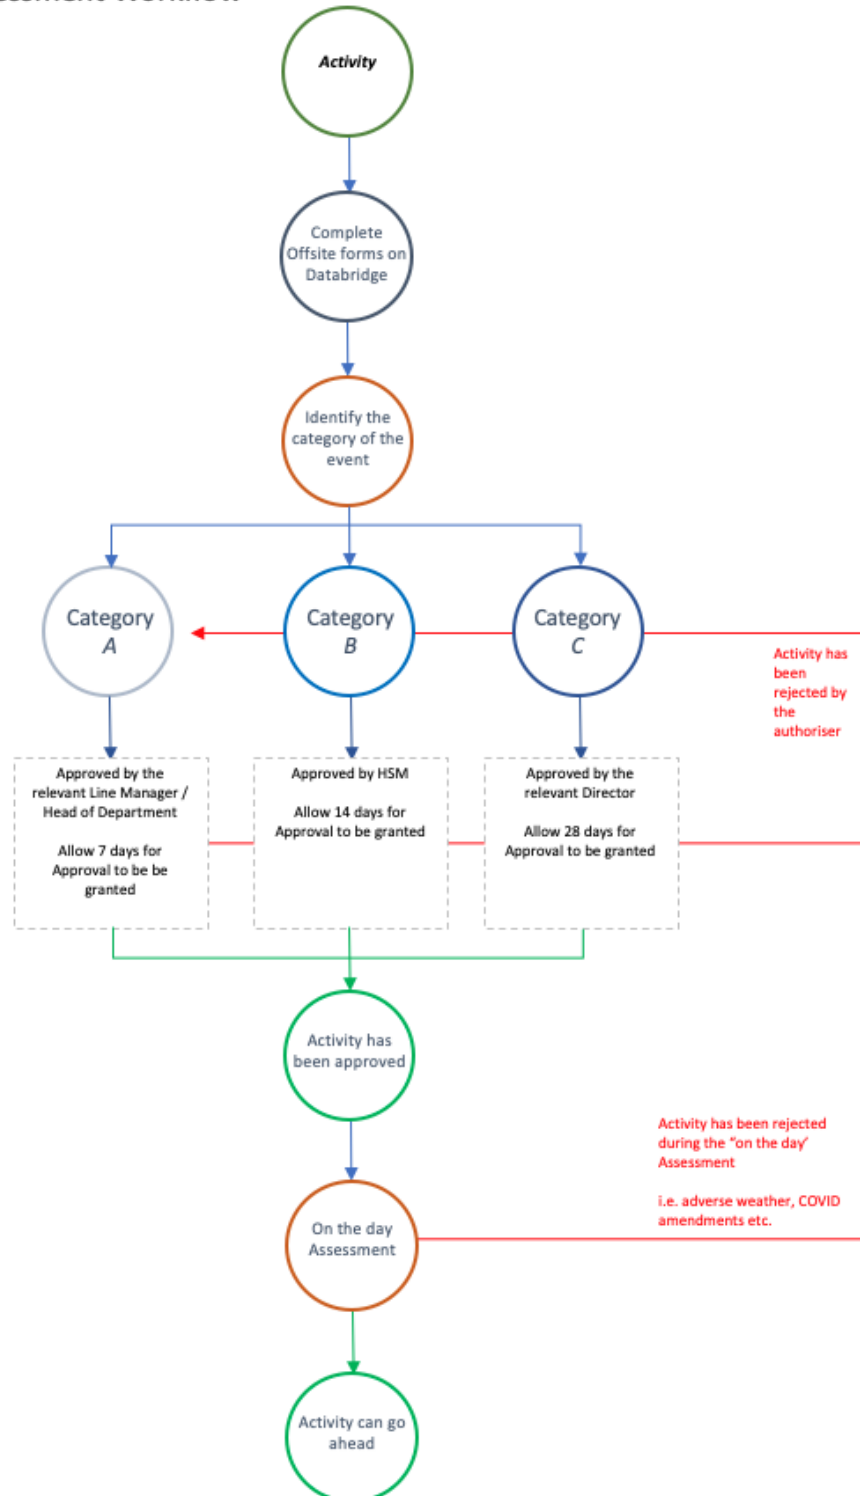 Workflow
Activity
Complete
Offsite forms on
Databridge
Identify the
category of the
event
Category
A
Category
B
Category
C
Activity has
been
rejected by
the
authoriser
Approved by the
relevant Line Manager /
Head of Department
Allow 7 days for
Approval to be be
granted
Approved by HSM
Allow 14 days for
Approval to be granted
Approved by the
relevant Director
Allow 28 days for
Approval to be granted
Activity has
been approved
Activity has been rejected
during the “on the day’
Assessment
i.e. adverse weather, COVID
amendments etc.
On the day
Assessment
Activity can go
ahead